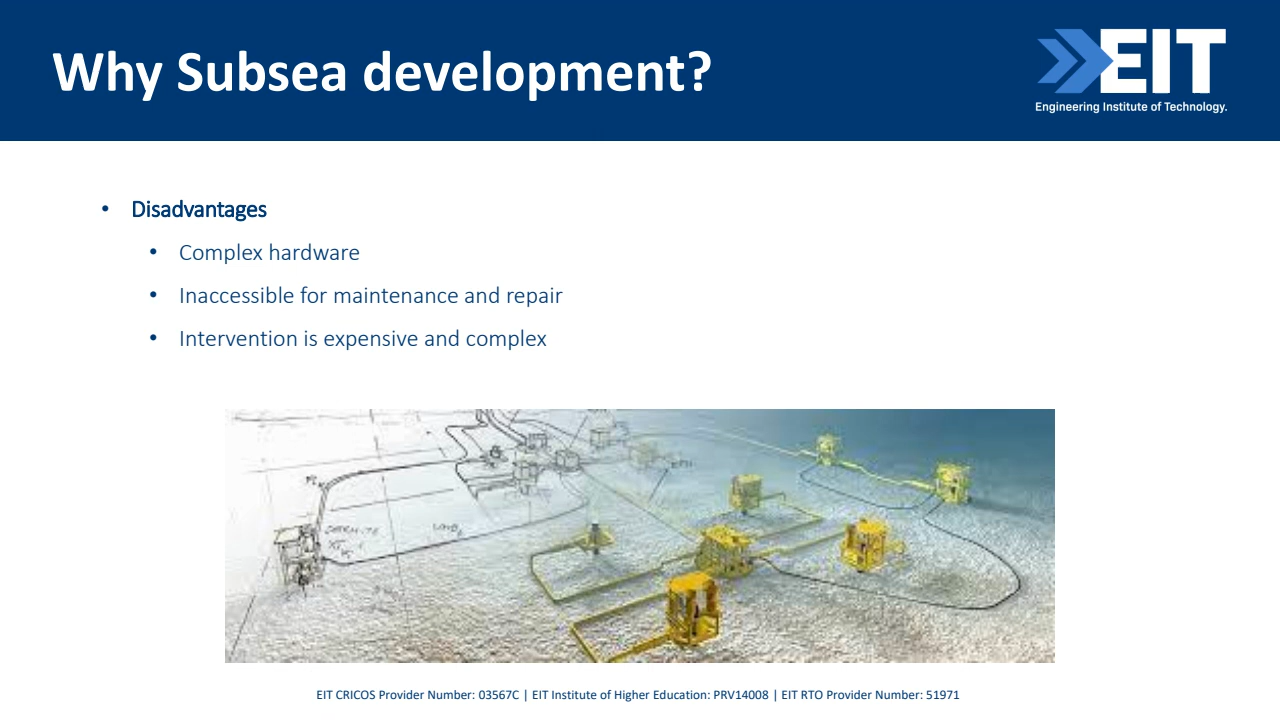 Why Subsea development?
EIT
Engineering Institute of Technology.
• Disadvantages
• Complex hardware
• Inaccessible for maintenance and repair
• Intervention is expensive and complex
EIT CRICOS Provider Number: 03567C | EIT Institute of Higher Education: PRV14008 | EIT RTO Provider Number: 51971